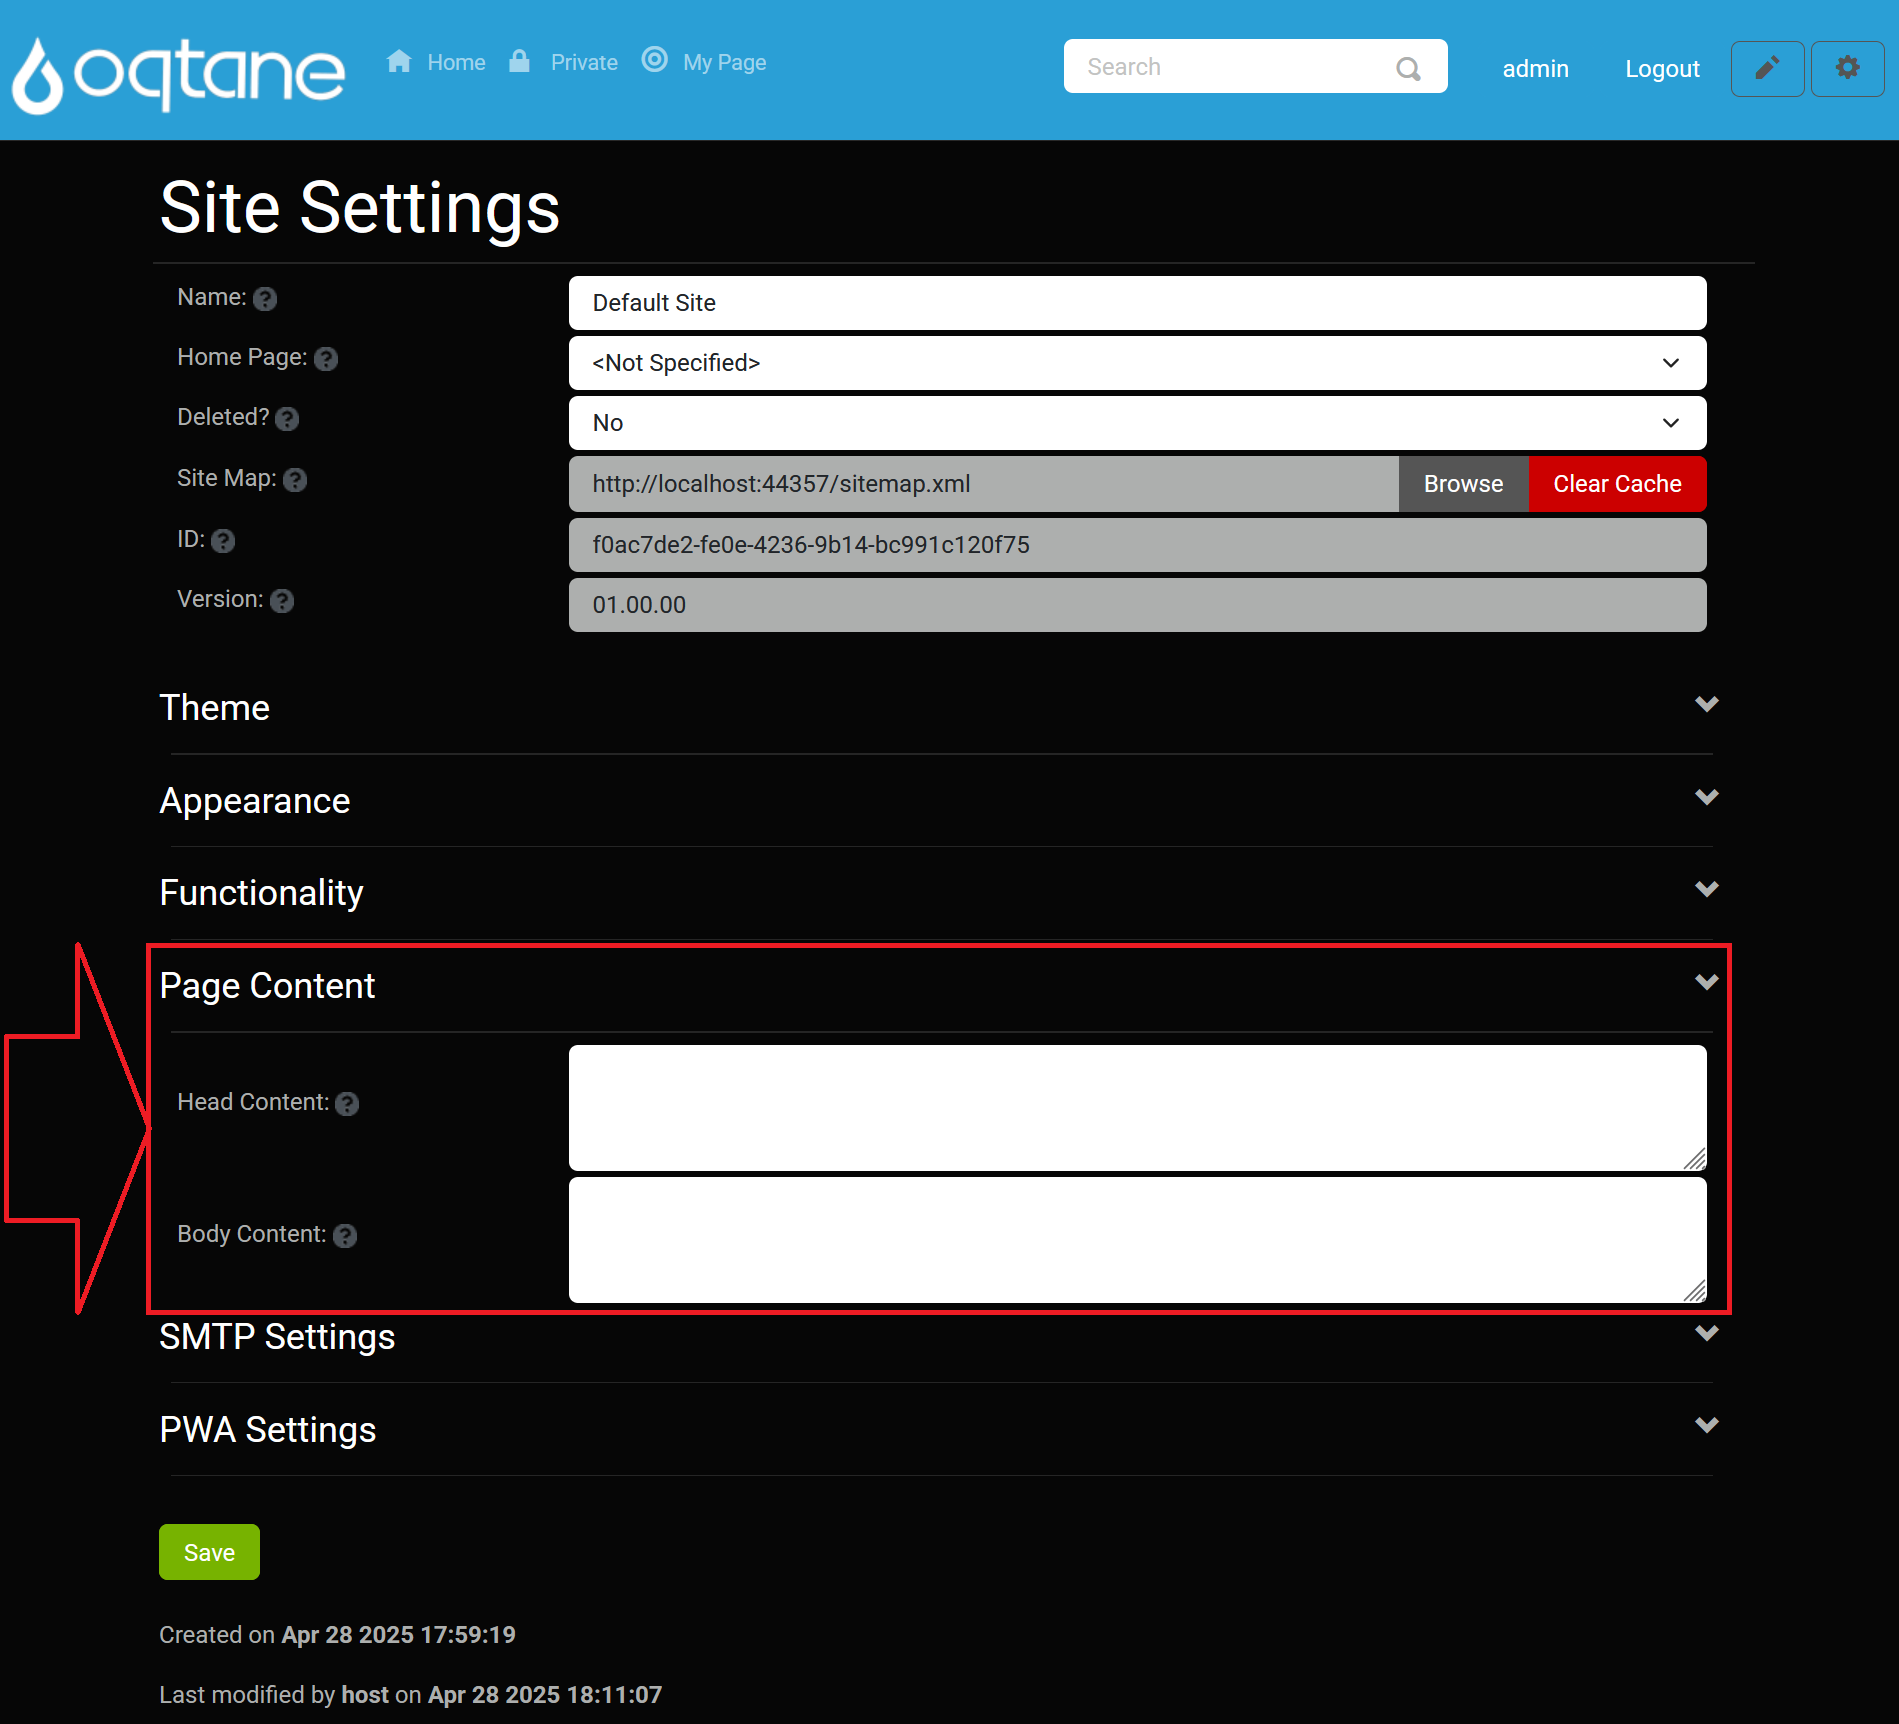 oqtane
Home Private My Page Search admin Logout
Site Settings
Name: ? Default Site
Home Page: ? <Not Specified>
Deleted? ? No
Site Map: ? http://localhost:44357/sitemap.xml Browse Clear Cache
ID: ? f0ac7de2-fe0e-4236-9b14-bc991c120f75
Version: ? 01.00.00
Theme
Appearance
Functionality
Page Content
Head Content: ?
Body Content: ?
SMTP Settings
PWA Settings
Save
Created on Apr 28 2025 17:59:19
Last modified by host on Apr 28 2025 18:11:07